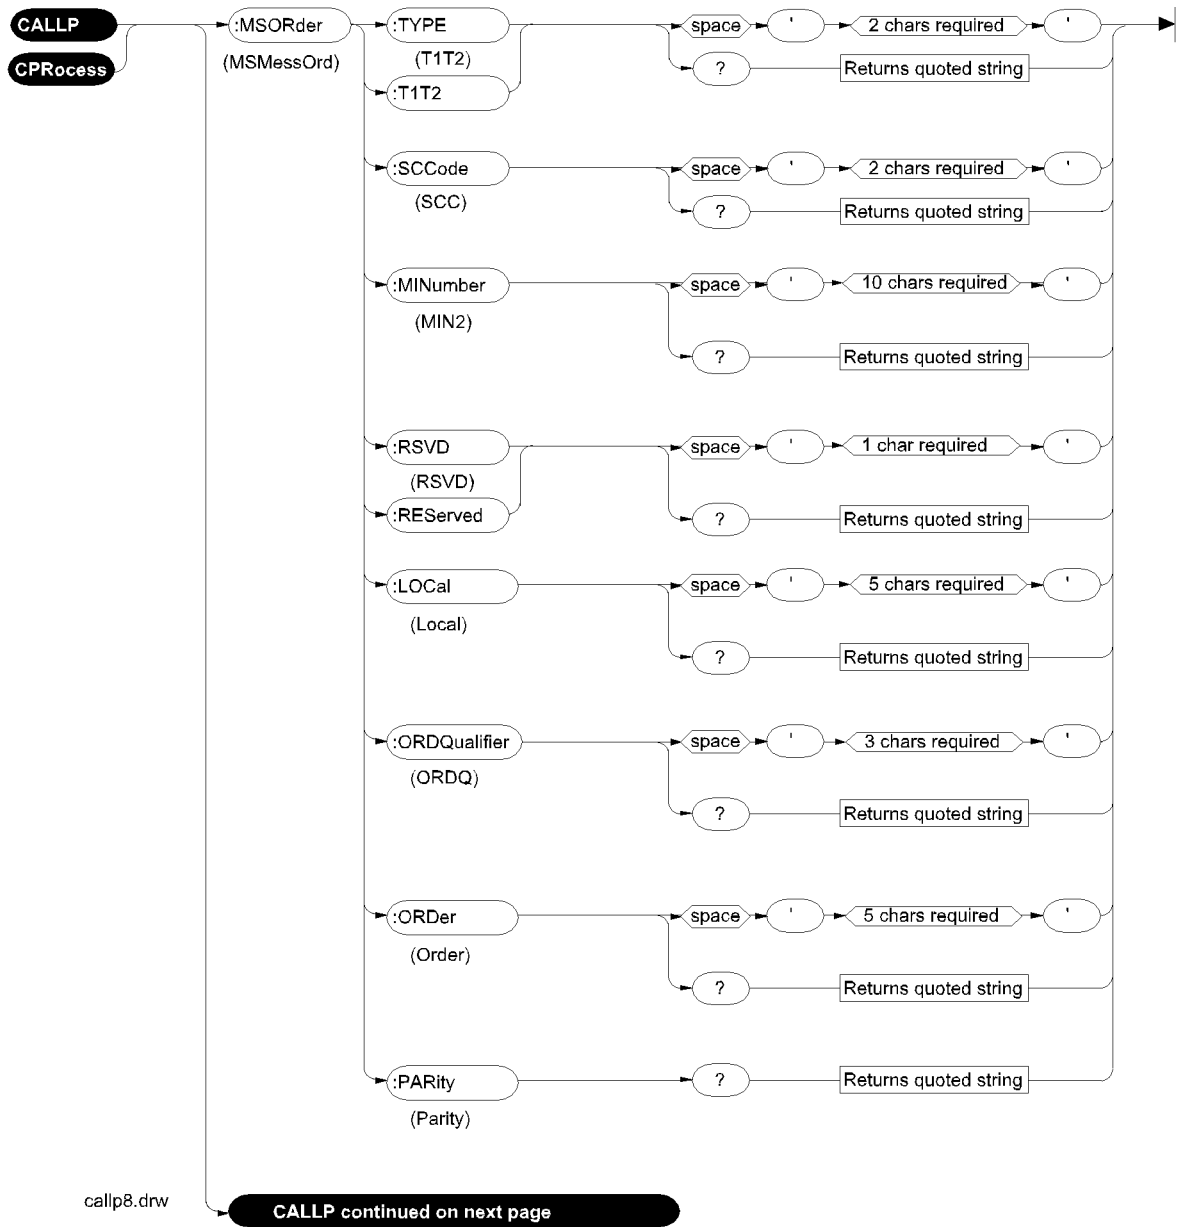 CALLP :MSORder :TYPE space ' 2 chars required '
CPRocess (MSMessOrd) (T1T2) ? Returns quoted string
:T1T2
:SCCode space ' 2 chars required '
(SCC) ? Returns quoted string
:MINumber space ' 10 chars required '
(MIN2)
? Returns quoted string
:RSVD space ' 1 char required '
(RSVD)
:REServed ? Returns quoted string
:LOCal space ' 5 chars required '
(Local)
? Returns quoted string
:ORDQualifier space ' 3 chars required '
(ORDQ)
? Returns quoted string
:ORDer space ' 5 chars required '
(Order)
? Returns quoted string
:PARity ? Returns quoted string
(Parity)
callp8.drw
CALLP continued on next page